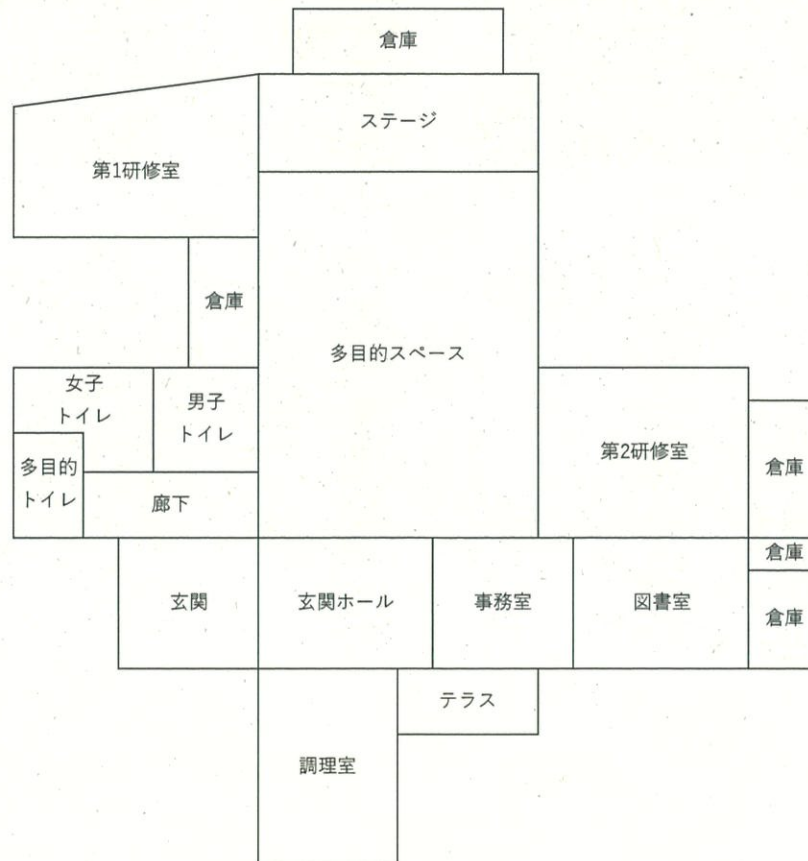 倉庫
ステージ
第1研修室
倉庫
多目的スペース
女子
トイレ
男子
トイレ
第2研修室
多目的
トイレ
倉庫
廊下
倉庫
玄関
玄関ホール
事務室
図書室
倉庫
テラス
調理室